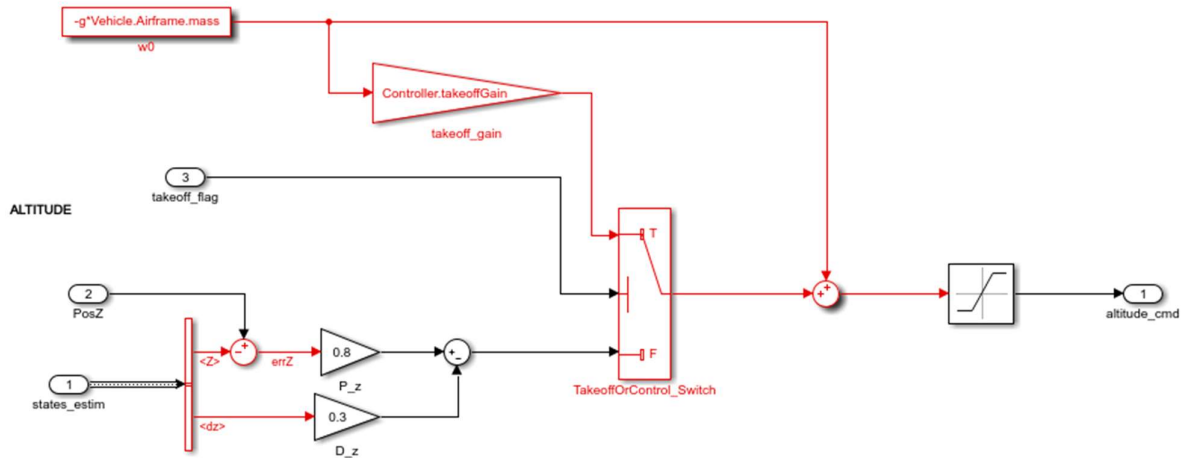 -g*Vehicle.Airframe.mass
w0
Controller.takeoffGain
takeoff_gain
3
takeoff_flag
ALTITUDE
T
2
PosZ
+
+
1
altitude_cmd
<Z>
-
+
errZ
0.8
P_z
+
-
F
TakeoffOrControl_Switch
1
states_estim
<dz>
0.3
D_z